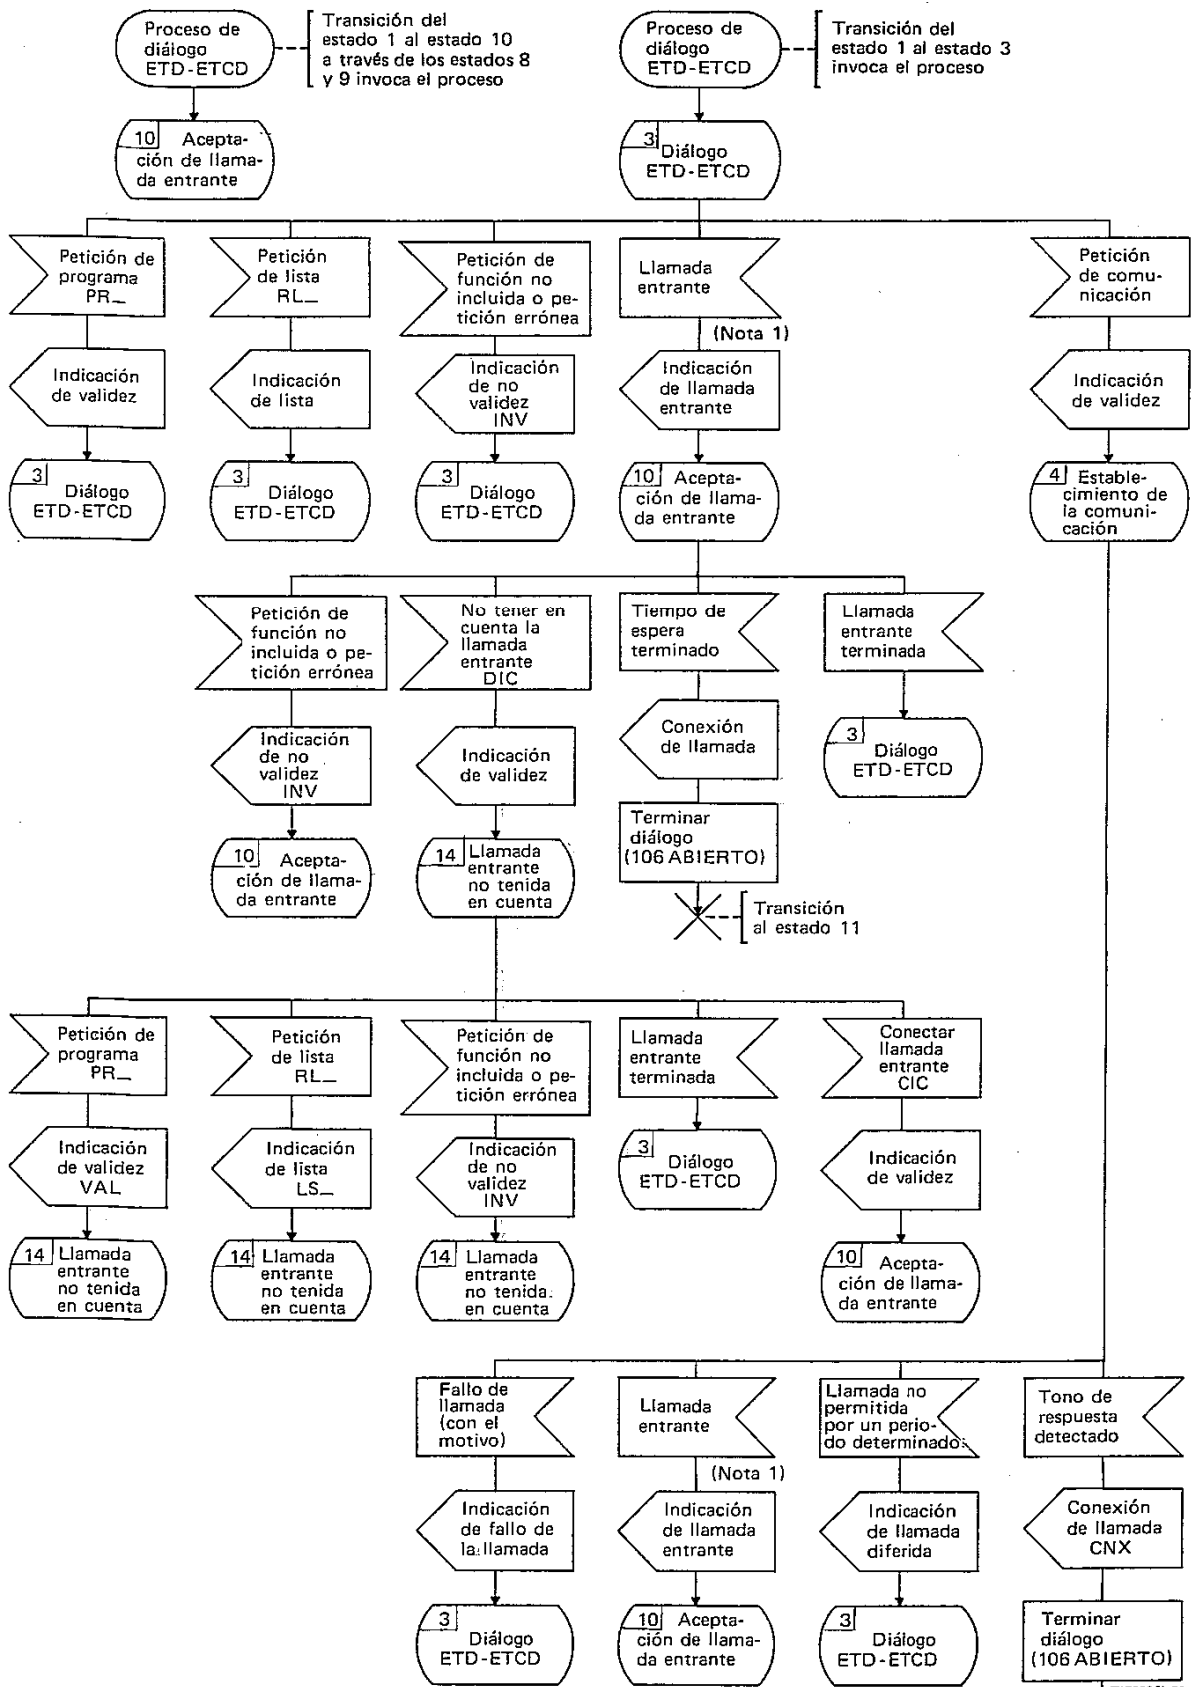 Proceso de
diálogo
ETD-ETCD
Transición del
estado 1 al estado 10
a través de los estados 8
y 9 invoca el proceso
Proceso de
diálogo
ETD-ETCD
Transición del
estado 1 al estado 3
invoca el proceso
10 Acepta-
ción de llama-
da entrante
3
Diálogo
ETD-ETCD
Petición de
programa
PR_
Petición
de lista
RL_
Petición de
función no
incluida o pe-
tición errónea
Llamada
entrante
(Nota 1)
Petición
de comu-
nicación
Indicación
de validez
Indicación
de lista
Indicación
de no
validez
INV
Indicación
de llamada
entrante
Indicación
de validez
3
Diálogo
ETD-ETCD
3
Diálogo
ETD-ETCD
3
Diálogo
ETD-ETCD
10 Acepta-
ción de llama-
da entrante
4 Estable-
cimiento de
la comuni-
cación
Petición de
función no
incluida o pe-
tición errónea
No tener en
cuenta la
llamada
entrante
DIC
Tiempo de
espera
terminado
Llamada
entrante
terminada
Indicación
de no
validez
INV
Indicación
de validez
Conexión
de llamada
3
Diálogo
ETD-ETCD
10 Acepta-
ción de llama-
da entrante
14 Llamada
entrante
no tenida
en cuenta
Terminar
diálogo
(106 ABIERTO)
Transición
al estado 11
Petición de
programa
PR_
Petición
de lista
RL_
Petición de
función no
incluida o pe-
tición errónea
Llamada
entrante
terminada
Conectar
llamada
entrante
CIC
Indicación
de validez
VAL
Indicación
de lista
LS_
Indicación
de no
validez
INV
3
Diálogo
ETD-ETCD
Indicación
de validez
14 Llamada
entrante
no tenida
en cuenta
14 Llamada
entrante
no tenida
en cuenta
14 Llamada
entrante
no tenida
en cuenta
10 Acepta-
ción de llama-
da entrante
Fallo de
llamada
(con el
motivo)
Llamada
entrante
(Nota 1)
Llamada no
permitida
por un perio-
do determinado
Tono de
respuesta
detectado
Indicación
de fallo de
la llamada
Indicación
de llamada
entrante
Indicación
de llamada
diferida
Conexión
de llamada
CNX
3
Diálogo
ETD-ETCD
10 Acepta-
ción de llama-
da entrante
3
Diálogo
ETD-ETCD
Terminar
diálogo
(106 ABIERTO)